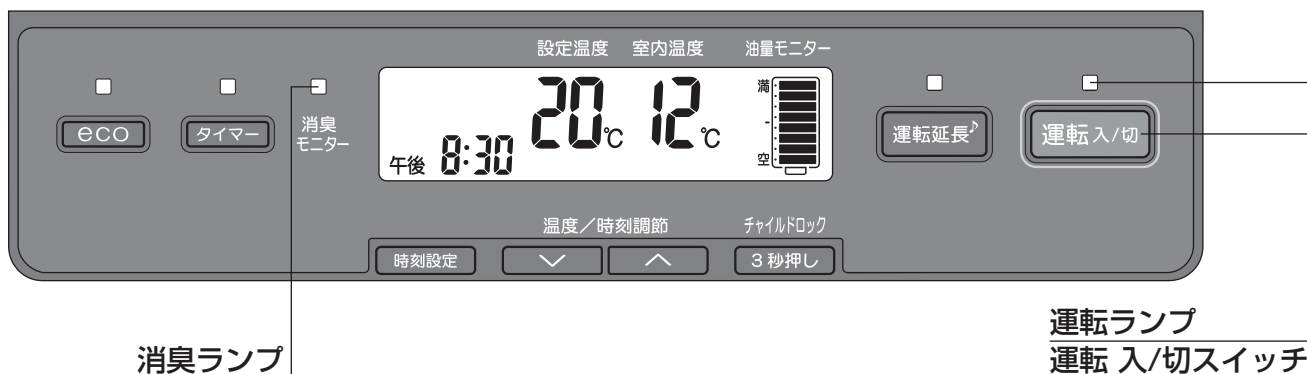 設定温度 室内温度 油量モニター
eco
タイマー
消臭
モニター
午後 8:30
20℃
12℃
満
空
運転延長♪
運転 入/切
温度／時刻調節
チャイルドロック
時刻設定
3秒押し
消臭ランプ
運転ランプ
運転 入/切スイッチ